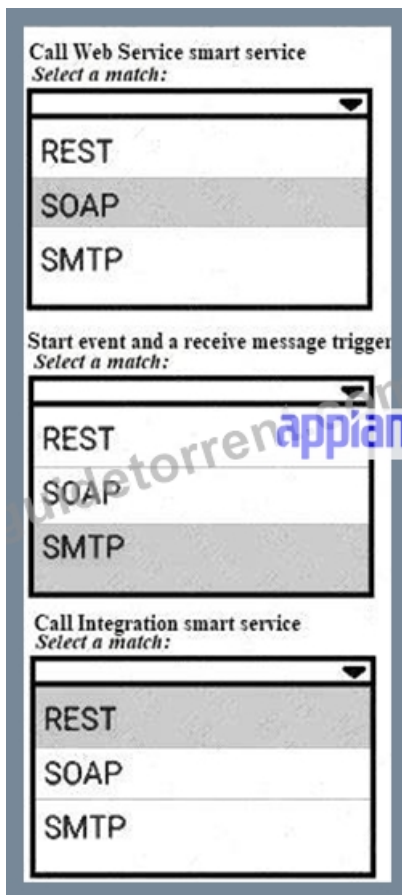 Call Web Service smart service
Select a match:
REST
SOAP
SMTP
Start event and a receive message trigger
Select a match:
REST
appian
SOAP
SMTP
Call Integration smart service
Select a match:
REST
SOAP
SMTP